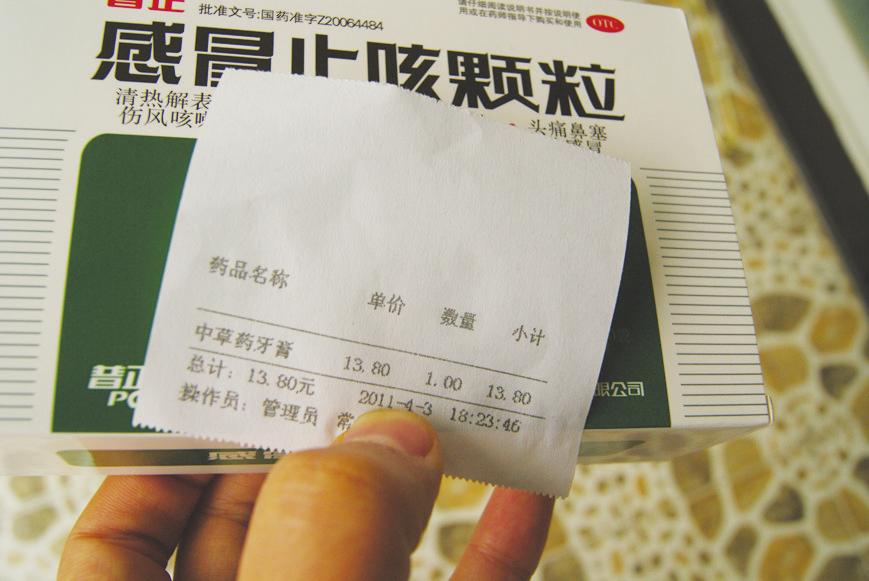 普正
批准文号:国药准字Z20064484
请仔细阅读说明书并按说明使
用或在药师指导下购买和使用
OTC
感冒止咳颗粒
清热解表
头痛鼻塞
伤风咳
感冒
药品名称 单价 数量 小计
中草药牙膏 13.80 1.00 13.80
总计: 13.80元 2011-4-3 18:23:46
操作员: 管理员 常
普正
限公司